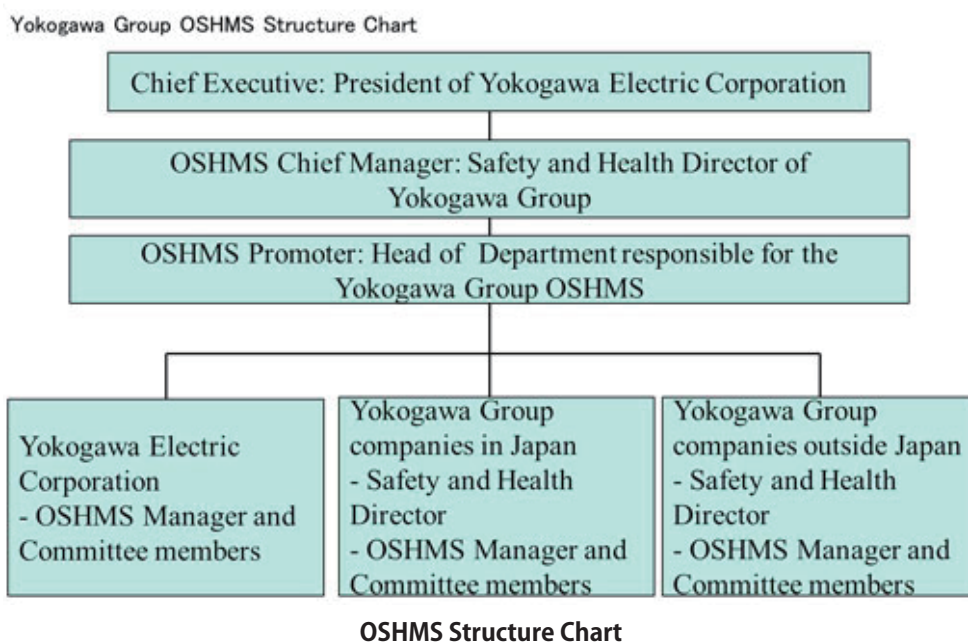 Yokogawa Group OSHMS Structure Chart
Chief Executive: President of Yokogawa Electric Corporation
OSHMS Chief Manager: Safety and Health Director of
Yokogawa Group
OSHMS Promoter: Head of Department responsible for the
Yokogawa Group OSHMS
Yokogawa Electric
Corporation
- OSHMS Manager and
Committee members
Yokogawa Group
companies in Japan
- Safety and Health
Director
- OSHMS Manager and
Committee members
Yokogawa Group
companies outside Japan
- Safety and Health
Director
- OSHMS Manager and
Committee members
OSHMS Structure Chart